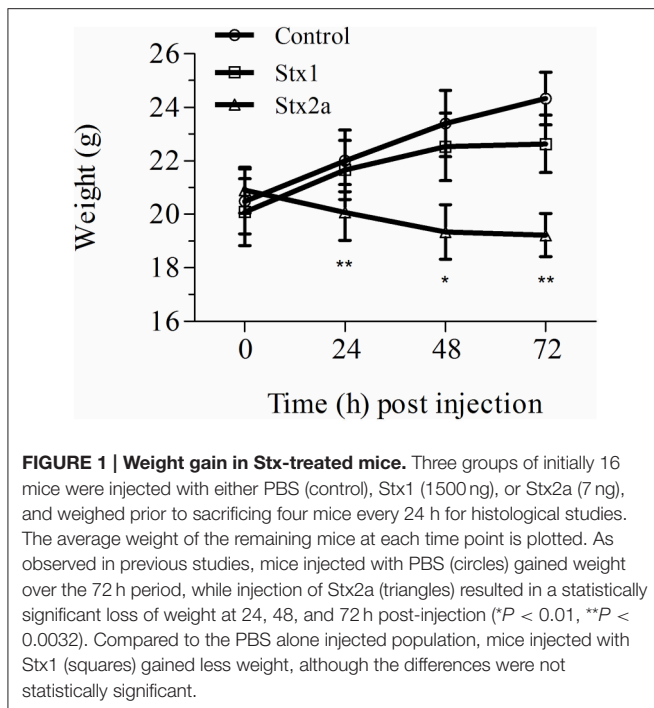 Control
Stx1
Stx2a
26
24
22
20
18
16
Weight (g)
**
*
**
0 24 48 72
Time (h) post injection
FIGURE 1 | Weight gain in Stx-treated mice. Three groups of initially 16
mice were injected with either PBS (control), Stx1 (1500 ng), or Stx2a (7 ng),
and weighed prior to sacrificing four mice every 24 h for histological studies.
The average weight of the remaining mice at each time point is plotted. As
observed in previous studies, mice injected with PBS (circles) gained weight
over the 72 h period, while injection of Stx2a (triangles) resulted in a statistically
significant loss of weight at 24, 48, and 72 h post-injection (*P < 0.01, **P <
0.0032). Compared to the PBS alone injected population, mice injected with
Stx1 (squares) gained less weight, although the differences were not
statistically significant.